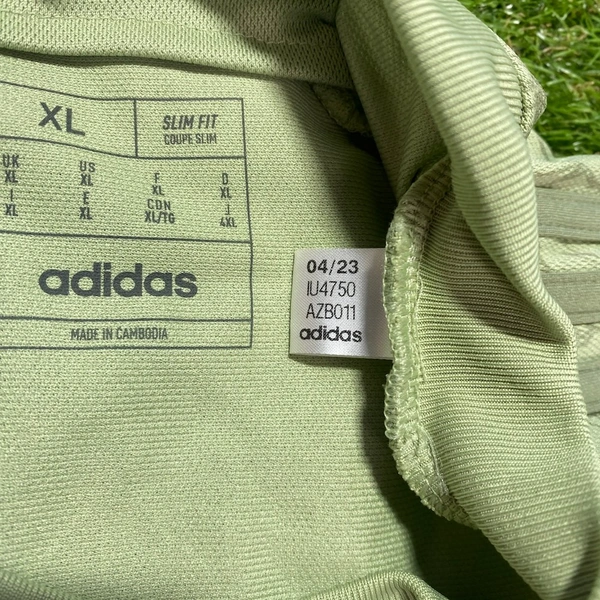 XL
SLIM FIT
COUPE SLIM
UK US F D
XL XL XL XL
I E CDN J
XL XL XL/TG 4XL
adidas
MADE IN CAMBODIA
04/23
IU4750
AZB011
adidas